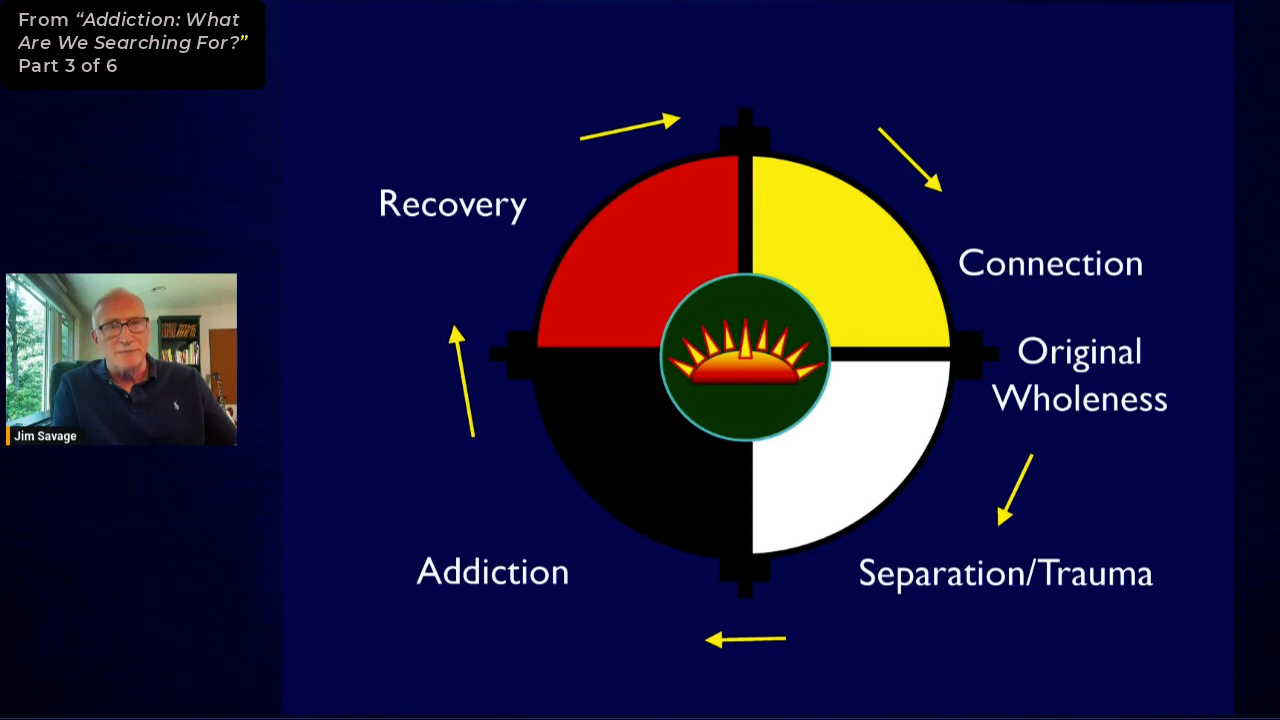 From “Addiction: What
Are We Searching For?”
Part 3 of 6
Recovery
Connection
Original
Wholeness
Addiction
Separation/Trauma
Jim Savage